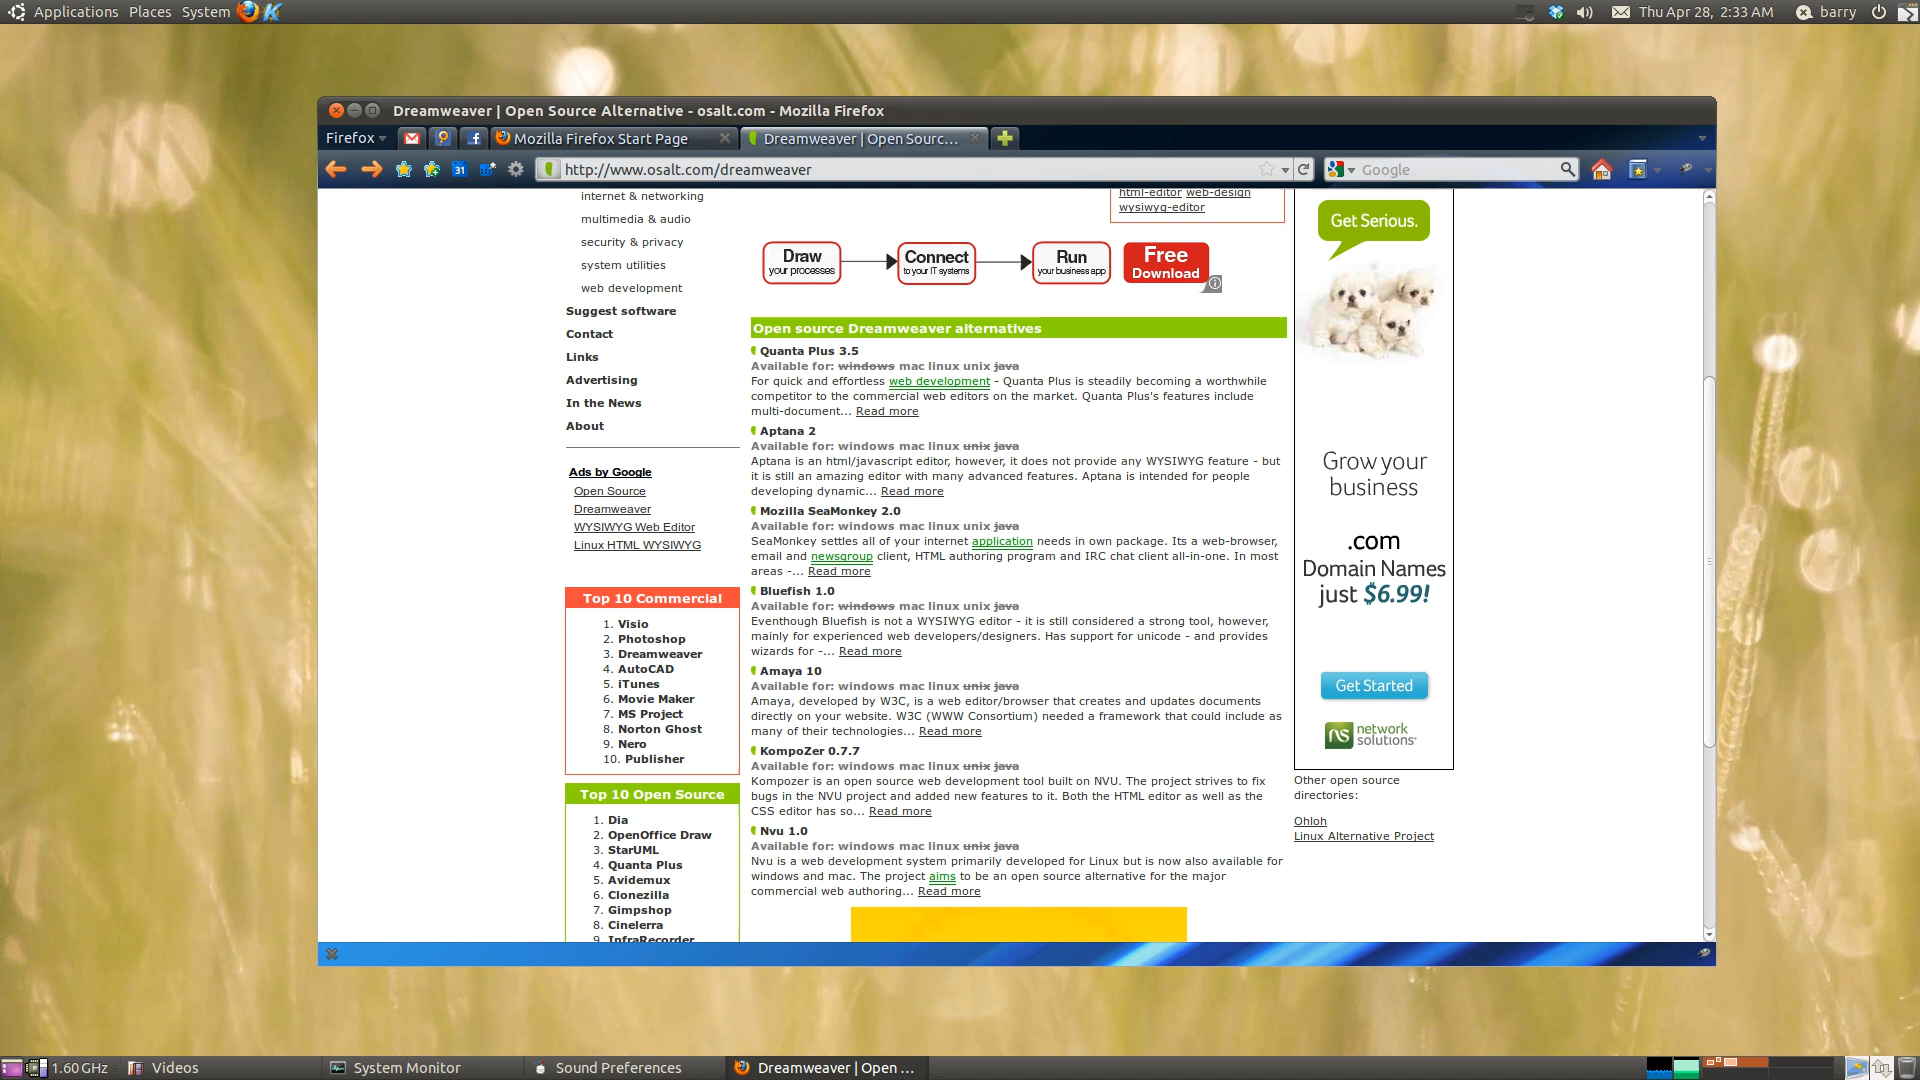 Applications Places System
Thu Apr 28, 2:33 AM barry
Dreamweaver | Open Source Alternative - osalt.com - Mozilla Firefox
Firefox
Mozilla Firefox Start Page
Dreamweaver | Open Sourc...
31
http://www.osalt.com/dreamweaver
Google
internet & networking
multimedia & audio
security & privacy
system utilities
web development
Suggest software
Contact
Links
Advertising
In the News
About
Ads by Google
Open Source
Dreamweaver
WYSIWYG Web Editor
Linux HTML WYSIWYG
Top 10 Commercial
1. Visio
2. Photoshop
3. Dreamweaver
4. AutoCAD
5. iTunes
6. Movie Maker
7. MS Project
8. Norton Ghost
9. Nero
10. Publisher
Top 10 Open Source
1. Dia
2. OpenOffice Draw
3. StarUML
4. Quanta Plus
5. Avidemux
6. Clonezilla
7. Gimpshop
8. Cinelerra
9. InfraRecorder
html-editor web-design
wysiwyg-editor
Draw
your processes
Connect
to your IT systems
Run
your business app
Free
Download
Open source Dreamweaver alternatives
Quanta Plus 3.5
Available for: windows mac linux unix java
For quick and effortless web development - Quanta Plus is steadily becoming a worthwhile
competitor to the commercial web editors on the market. Quanta Plus's features include
multi-document... Read more
Aptana 2
Available for: windows mac linux unix java
Aptana is an html/javascript editor, however, it does not provide any WYSIWYG feature - but
it is still an amazing editor with many advanced features. Aptana is intended for people
developing dynamic... Read more
Mozilla SeaMonkey 2.0
Available for: windows mac linux unix java
SeaMonkey settles all of your internet application needs in own package. Its a web-browser,
email and newsgroup client, HTML authoring program and IRC chat client all-in-one. In most
areas -... Read more
Bluefish 1.0
Available for: windows mac linux unix java
Eventhough Bluefish is not a WYSIWYG editor - it is still considered a strong tool, however,
mainly for experienced web developers/designers. Has support for unicode - and provides
wizards for -... Read more
Amaya 10
Available for: windows mac linux unix java
Amaya, developed by W3C, is a web editor/browser that creates and updates documents
directly on your website. W3C (WWW Consortium) needed a framework that could include as
many of their technologies... Read more
KompoZer 0.7.7
Available for: windows mac linux unix java
Kompozer is an open source web development tool built on NVU. The project strives to fix
bugs in the NVU project and added new features to it. Both the HTML editor as well as the
CSS editor has so... Read more
Nvu 1.0
Available for: windows mac linux unix java
Nvu is a web development system primarily developed for Linux but is now also available for
windows and mac. The project aims to be an open source alternative for the major
commercial web authoring... Read more
Get Serious.
Grow your
business
.com
Domain Names
just $6.99!
Get Started
ns network
solutions
Other open source
directories:
Ohloh
Linux Alternative Project
1.60 GHz
Videos
System Monitor
Sound Preferences
Dreamweaver | Open ...